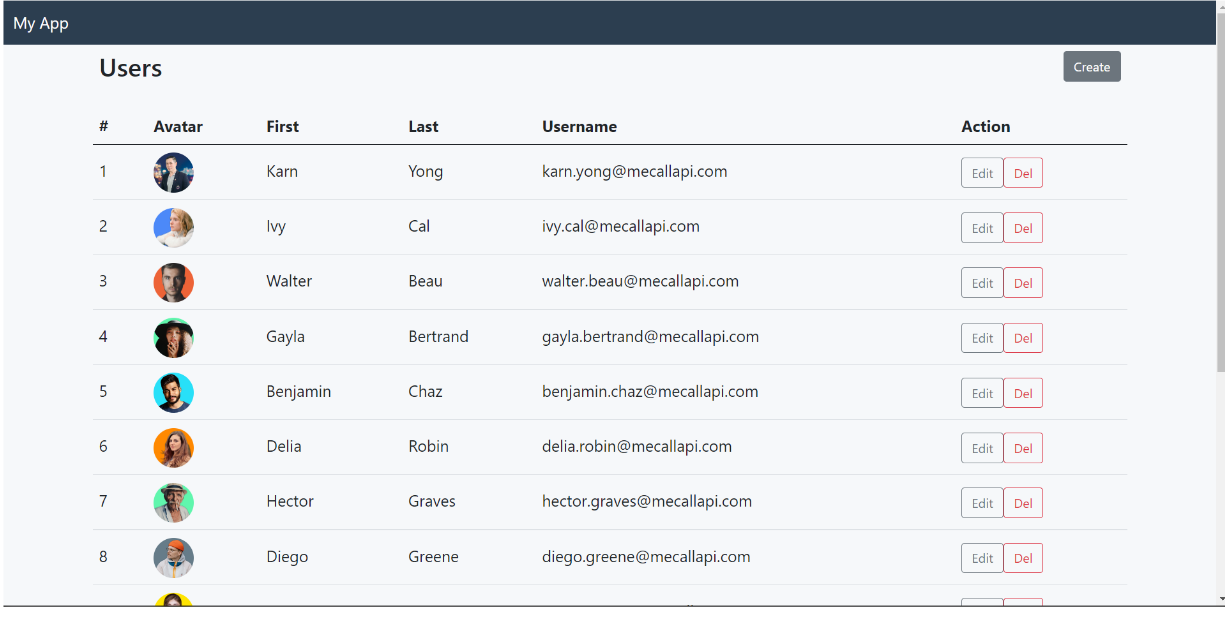 My App
Users
Create
# Avatar First Last Username Action
1 Karn Yong karn.yong@mecallapi.com Edit Del
2 Ivy Cal ivy.cal@mecallapi.com Edit Del
3 Walter Beau walter.beau@mecallapi.com Edit Del
4 Gayla Bertrand gayla.bertrand@mecallapi.com Edit Del
5 Benjamin Chaz benjamin.chaz@mecallapi.com Edit Del
6 Delia Robin delia.robin@mecallapi.com Edit Del
7 Hector Graves hector.graves@mecallapi.com Edit Del
8 Diego Greene diego.greene@mecallapi.com Edit Del